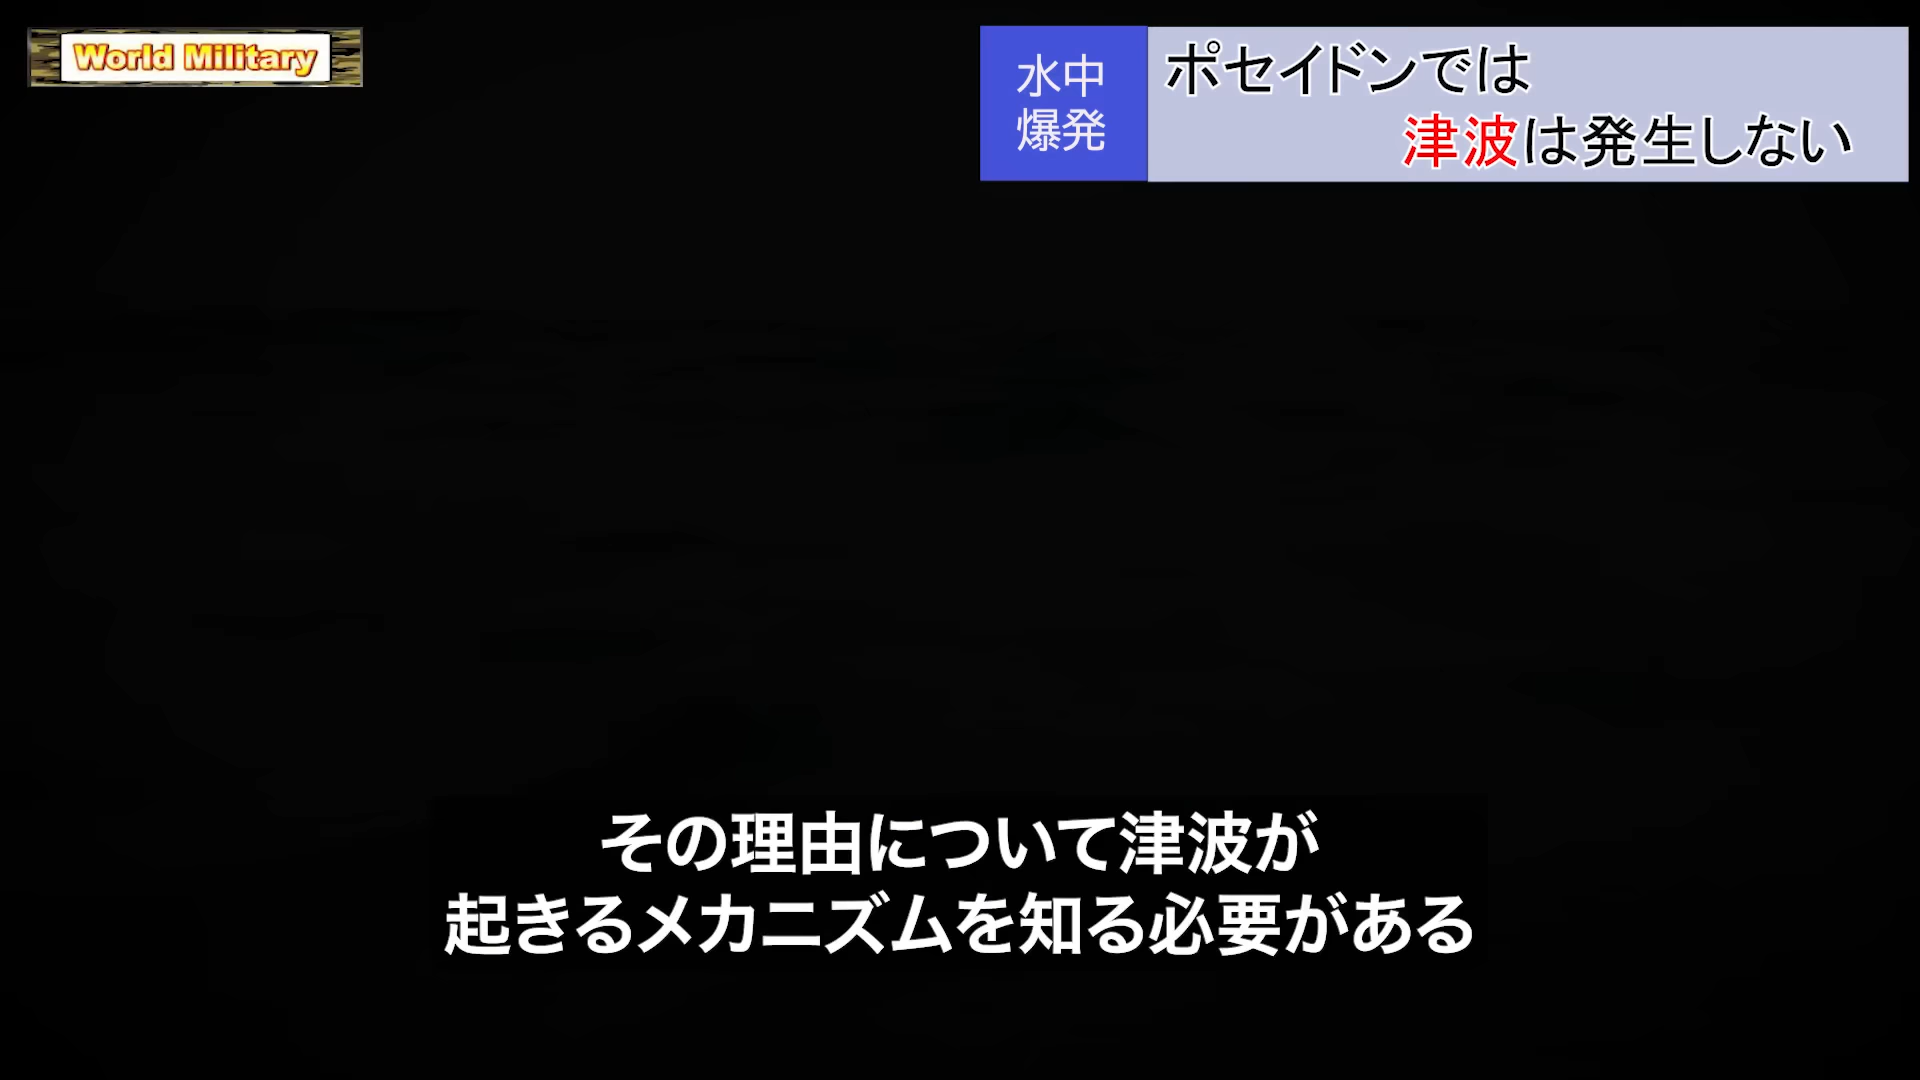 World Military
水中
爆発
ポセイドンでは
津波は発生しない
その理由について津波が
起きるメカニズムを知る必要がある